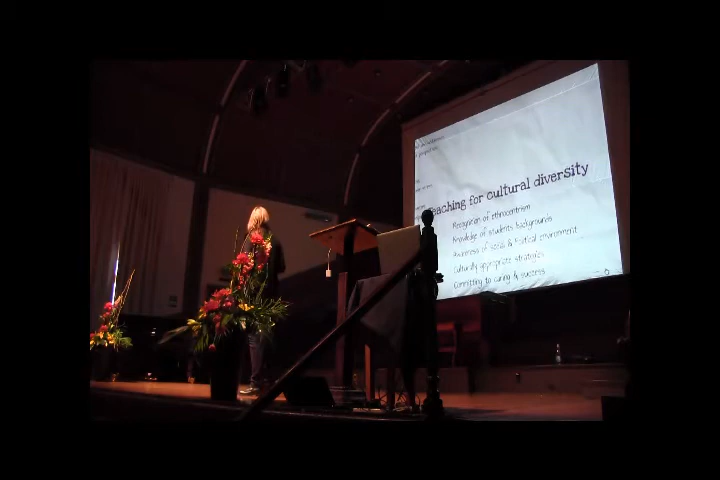 Teaching for cultural diversity
Recognition of ethnocentrism
Knowledge of students backgrounds
Awareness of social & Political environment
Culturally appropriate strategies
Committing to caring & success